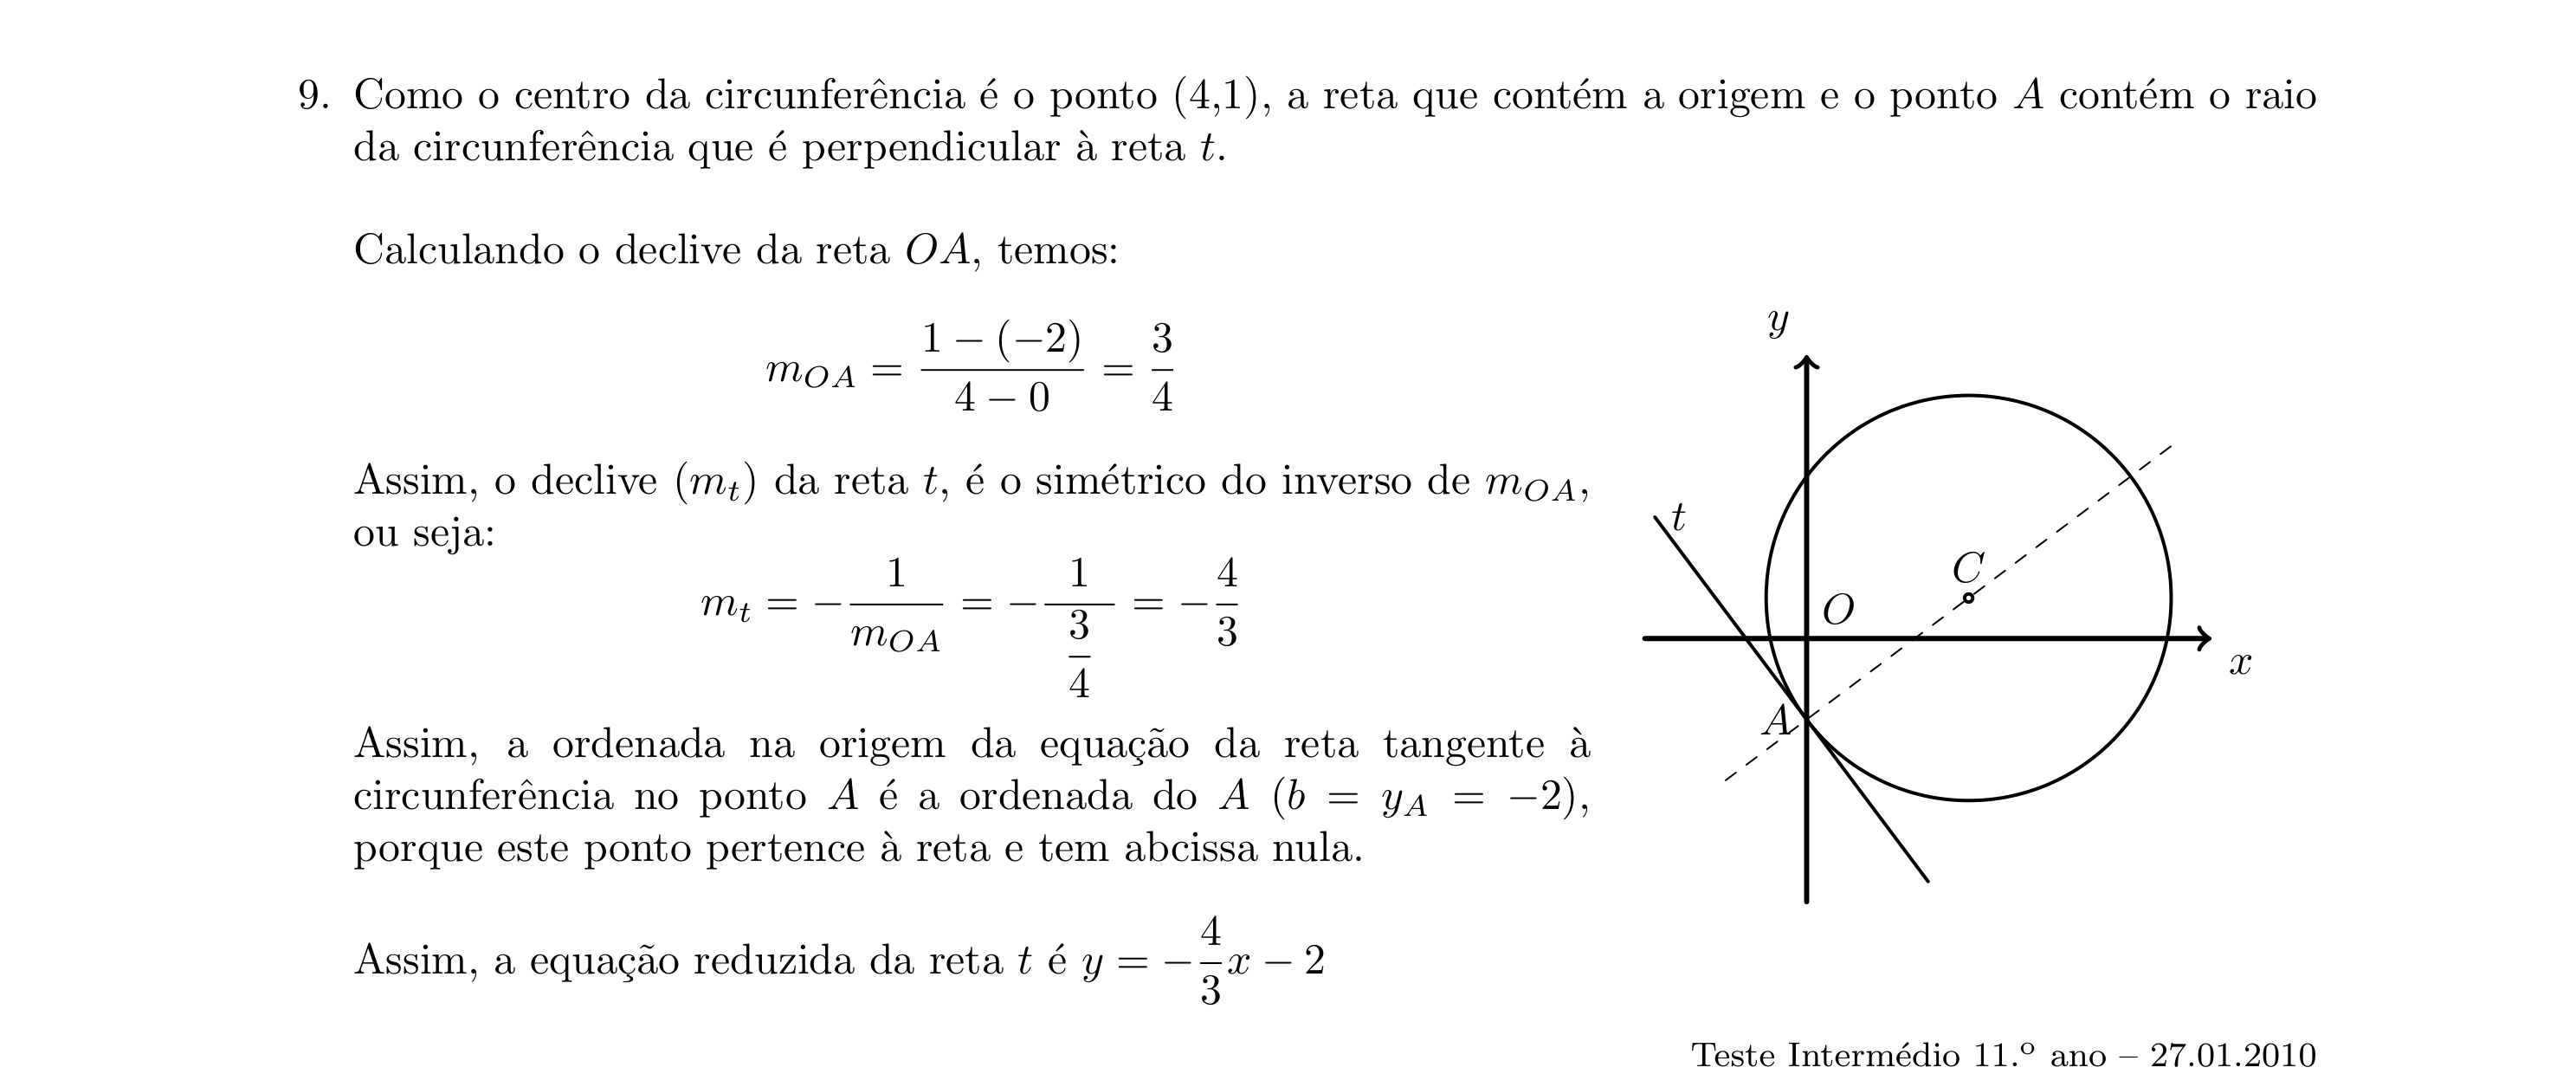 9. Como o centro da circunferência é o ponto (4,1), a reta que contém a origem e o ponto A contém o raio
da circunferência que é perpendicular à reta t.
Calculando o declive da reta OA, temos:
m_{OA} = \frac{1 - (-2)}{4 - 0} = \frac{3}{4}
Assim, o declive (m_t) da reta t, é o simétrico do inverso de m_{OA},
ou seja:
m_t = -\frac{1}{m_{OA}} = -\frac{1}{\frac{3}{4}} = -\frac{4}{3}
Assim, a ordenada na origem da equação da reta tangente à
circunferência no ponto A é a ordenada do A (b = y_A = -2),
porque este ponto pertence à reta e tem abcissa nula.
Assim, a equação reduzida da reta t é y = -\frac{4}{3}x - 2
y
t
C
O
x
A
Teste Intermédio 11.º ano – 27.01.2010